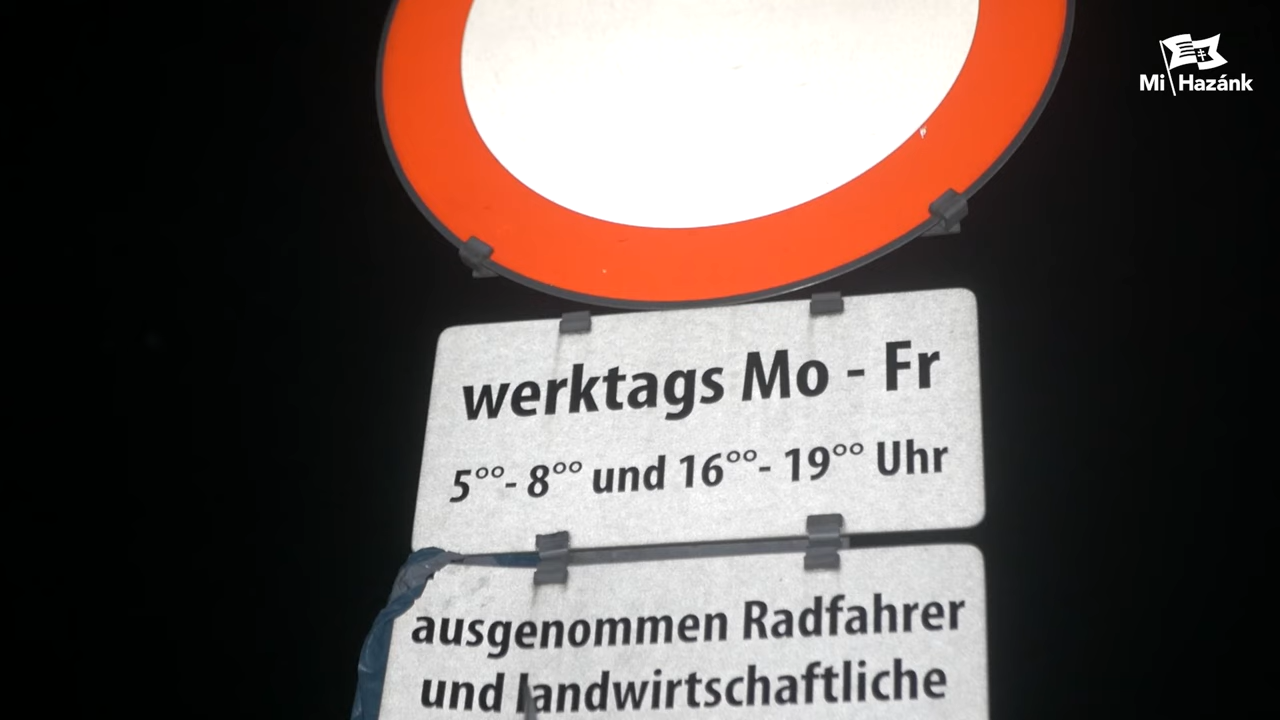 Mi Hazánk
werktags Mo - Fr
5°°- 8°° und 16°°- 19°° Uhr
ausgenommen Radfahrer
und landwirtschaftliche